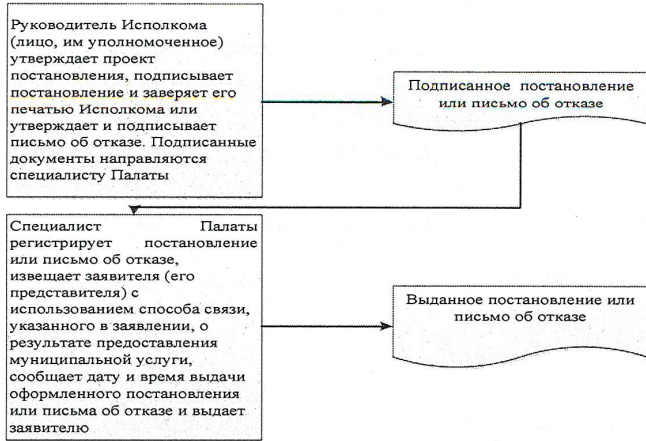 Руководитель Исполкома
(лицо, им уполномоченное)
утверждает проект
постановления, подписывает
постановление и заверяет его
печатью Исполкома или
утверждает и подписывает
письмо об отказе. Подписанные
документы направляются
специалисту Палаты
Подписанное постановление
или письмо об отказе
Специалист Палаты
регистрирует постановление
или письмо об отказе,
извещает заявителя (его
представителя) с
использованием способа связи,
указанного в заявлении, о
результате предоставления
муниципальной услуги,
сообщает дату и время выдачи
оформленного постановления
или письма об отказе и выдает
заявителю
Выданное постановление или
письмо об отказе